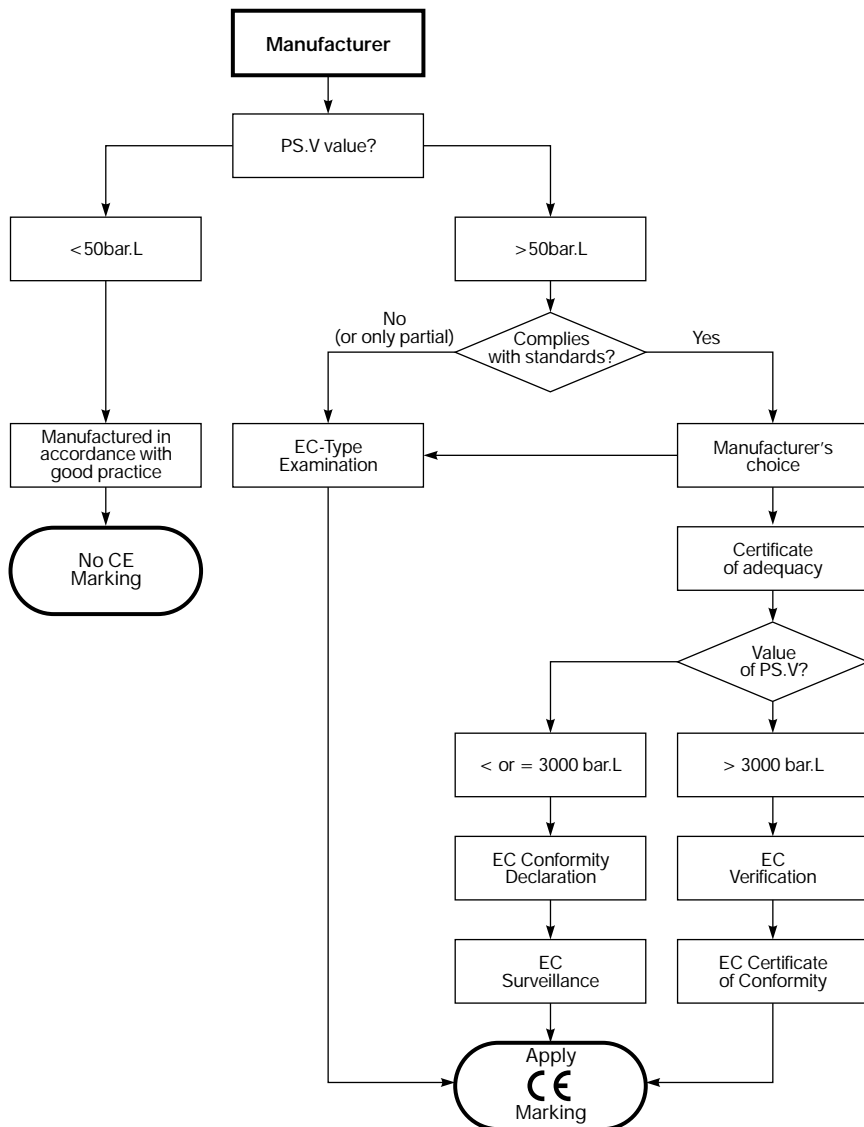 Manufacturer
PS.V value?
<50bar.L
>50bar.L
No
(or only partial)
Complies
with standards?
Yes
Manufactured in
accordance with
good practice
EC-Type
Examination
Manufacturer's
choice
No CE
Marking
Certificate
of adequacy
Value
of PS.V?
< or = 3000 bar.L
> 3000 bar.L
EC Conformity
Declaration
EC
Verification
EC
Surveillance
EC Certificate
of Conformity
Apply
CE
Marking